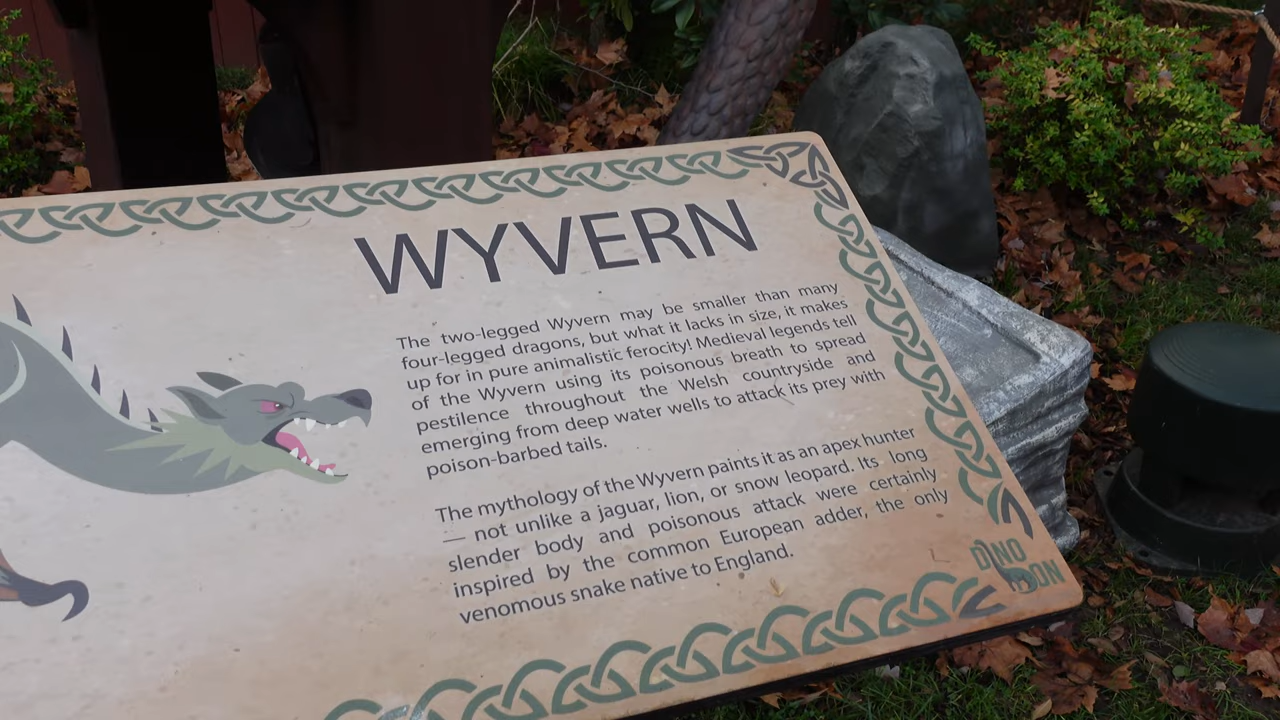 WYVERN
The two-legged Wyvern may be smaller than many
four-legged dragons, but what it lacks in size, it makes
up for in pure animalistic ferocity! Medieval legends tell
of the Wyvern using its poisonous breath to spread
pestilence throughout the Welsh countryside and
emerging from deep water wells to attack its prey with
poison-barbed tails.
The mythology of the Wyvern paints it as an apex hunter
— not unlike a jaguar, lion, or snow leopard. Its long
slender body and poisonous attack were certainly
inspired by the common European adder, the only
venomous snake native to England.
DINO
DON